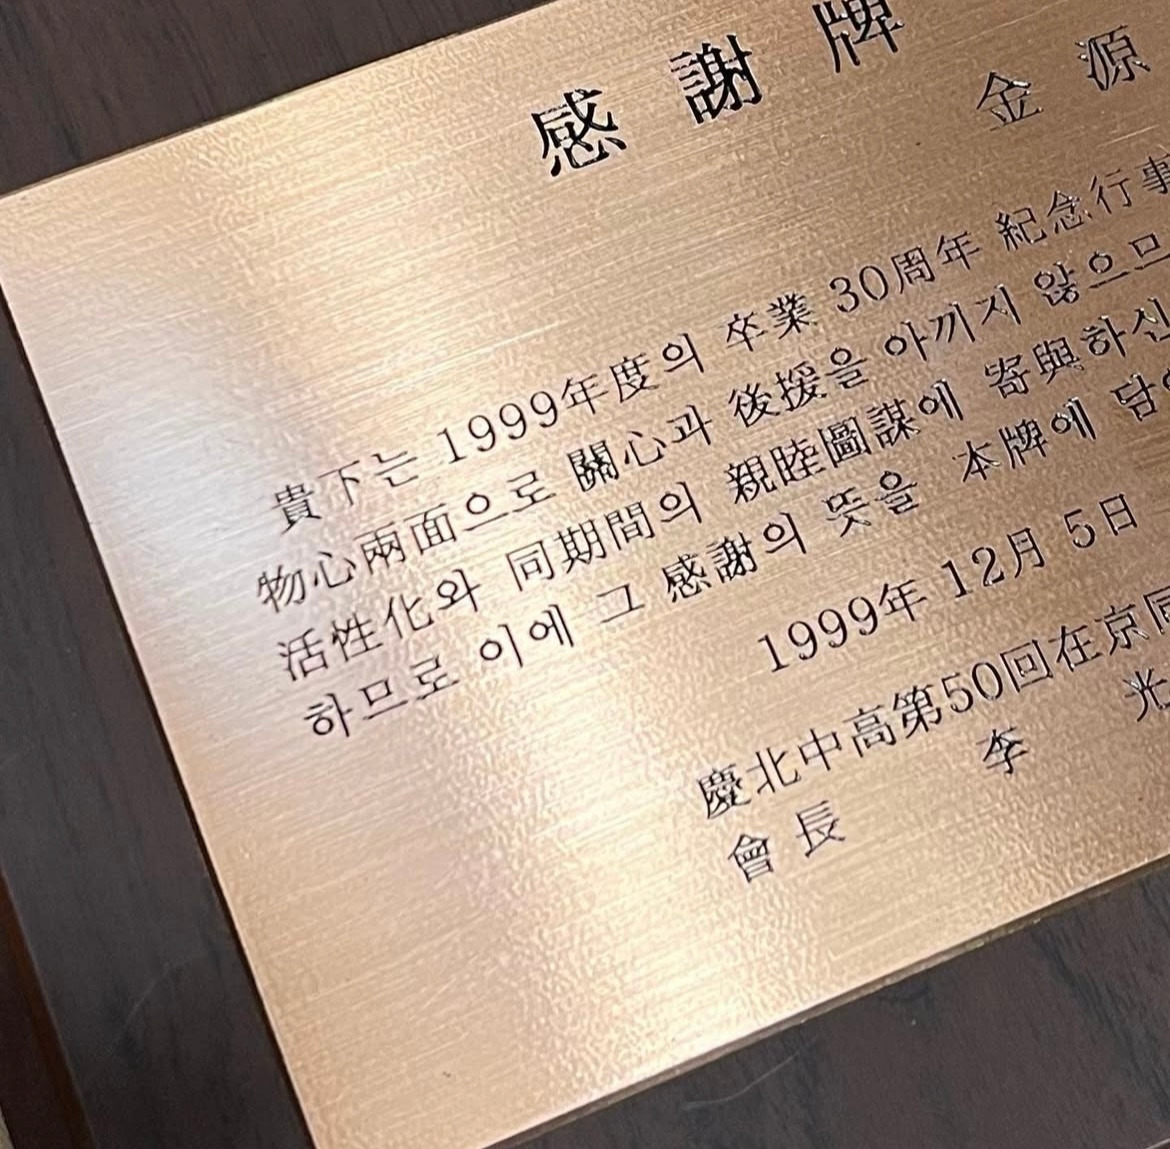 感謝牌
金源
貴下는 1999年度의 卒業 30周年 紀念行事
物心兩面으로 關心과 後援을 아끼지 않으므
活性化와 同期間의 親睦圖謀에 寄與하신
하므로 이에 그 感謝의 뜻을 本牌에 담
1999年 12月 5日
慶北中高第50回在京同
會長 李 光